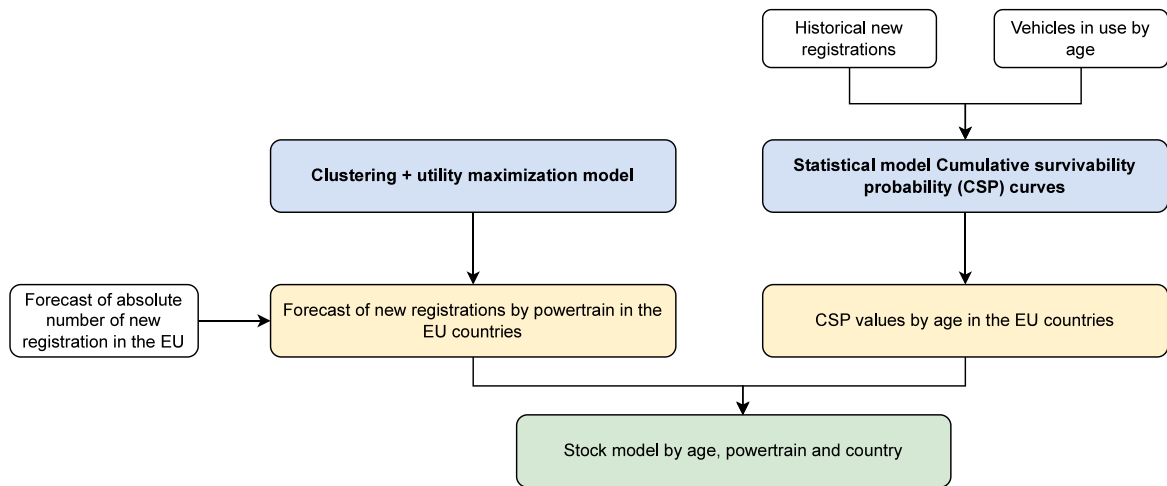 Historical new
registrations
Vehicles in use by
age
Clustering + utility maximization model
Statistical model Cumulative survivability
probability (CSP) curves
Forecast of absolute
number of new
registration in the EU
Forecast of new registrations by powertrain in the
EU countries
CSP values by age in the EU countries
Stock model by age, powertrain and country